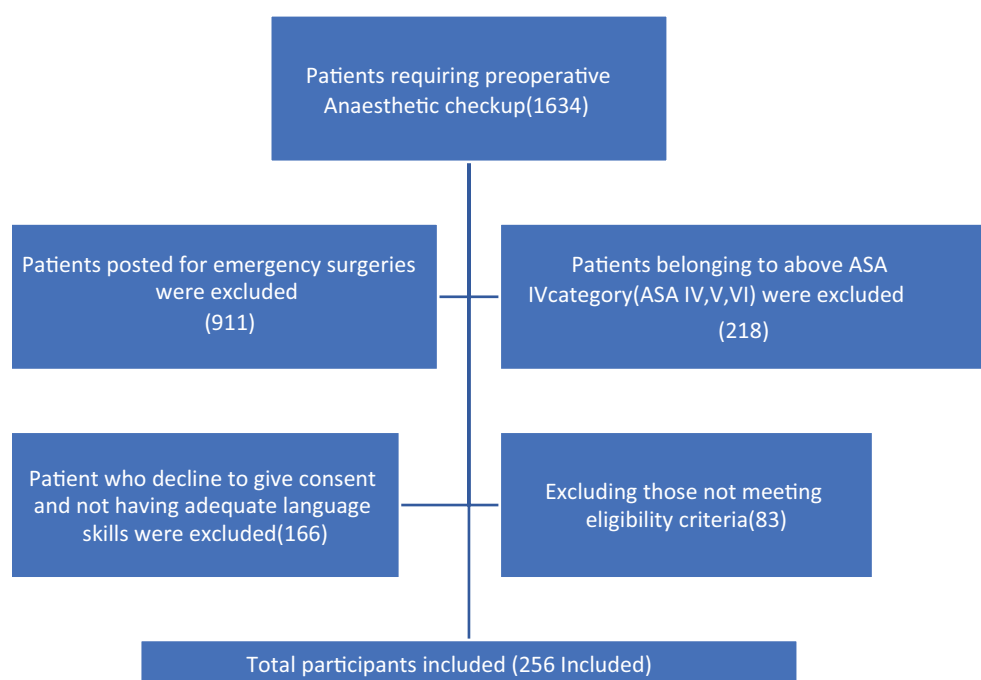 Patients requiring preoperative
Anaesthetic checkup(1634)
Patients posted for emergency surgeries
were excluded
(911)
Patients belonging to above ASA
IVcategory(ASA IV,V,VI) were excluded
(218)
Patient who decline to give consent
and not having adequate language
skills were excluded(166)
Excluding those not meeting
eligibility criteria(83)
Total participants included (256 Included)